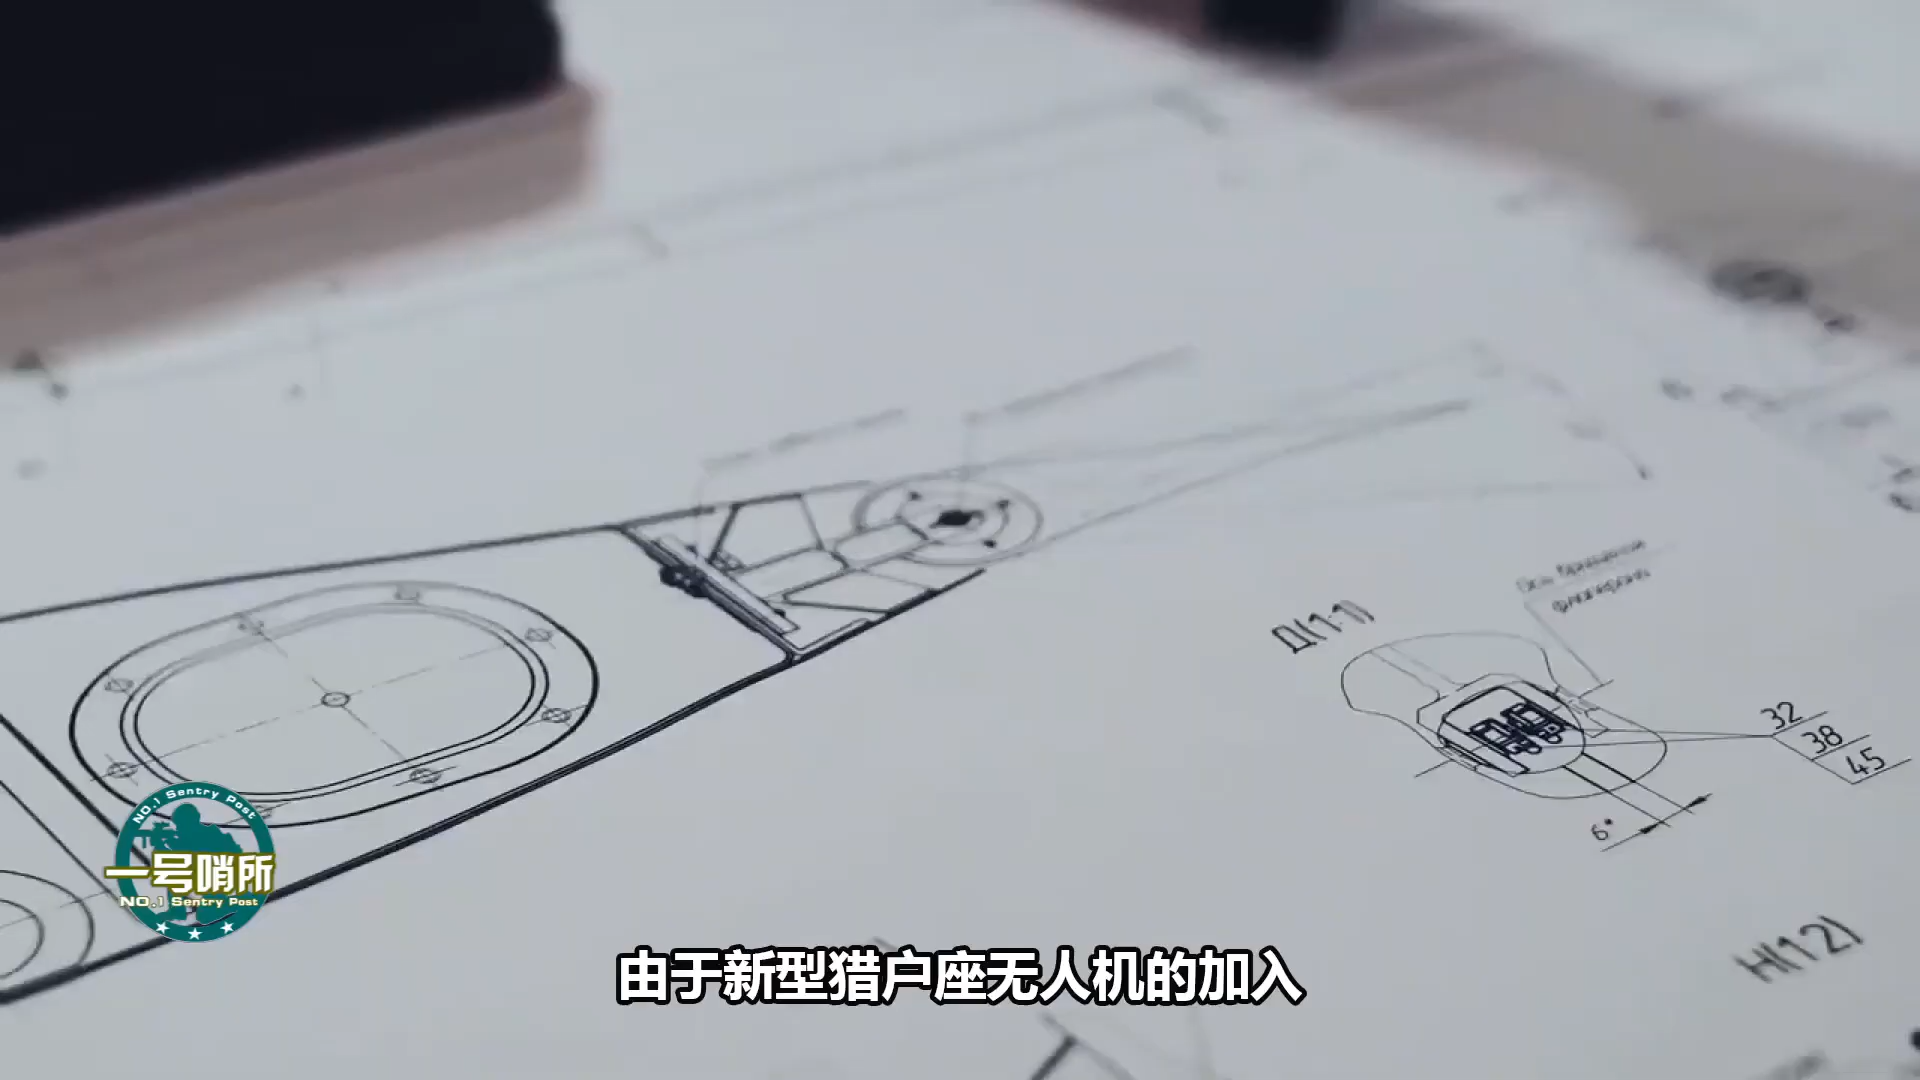 Д(1:1)
32
38
45
6°
NO.1 Sentry Post
一号哨所
NO.1 Sentry Post
Н(1:2)
由于新型猎户座无人机的加入